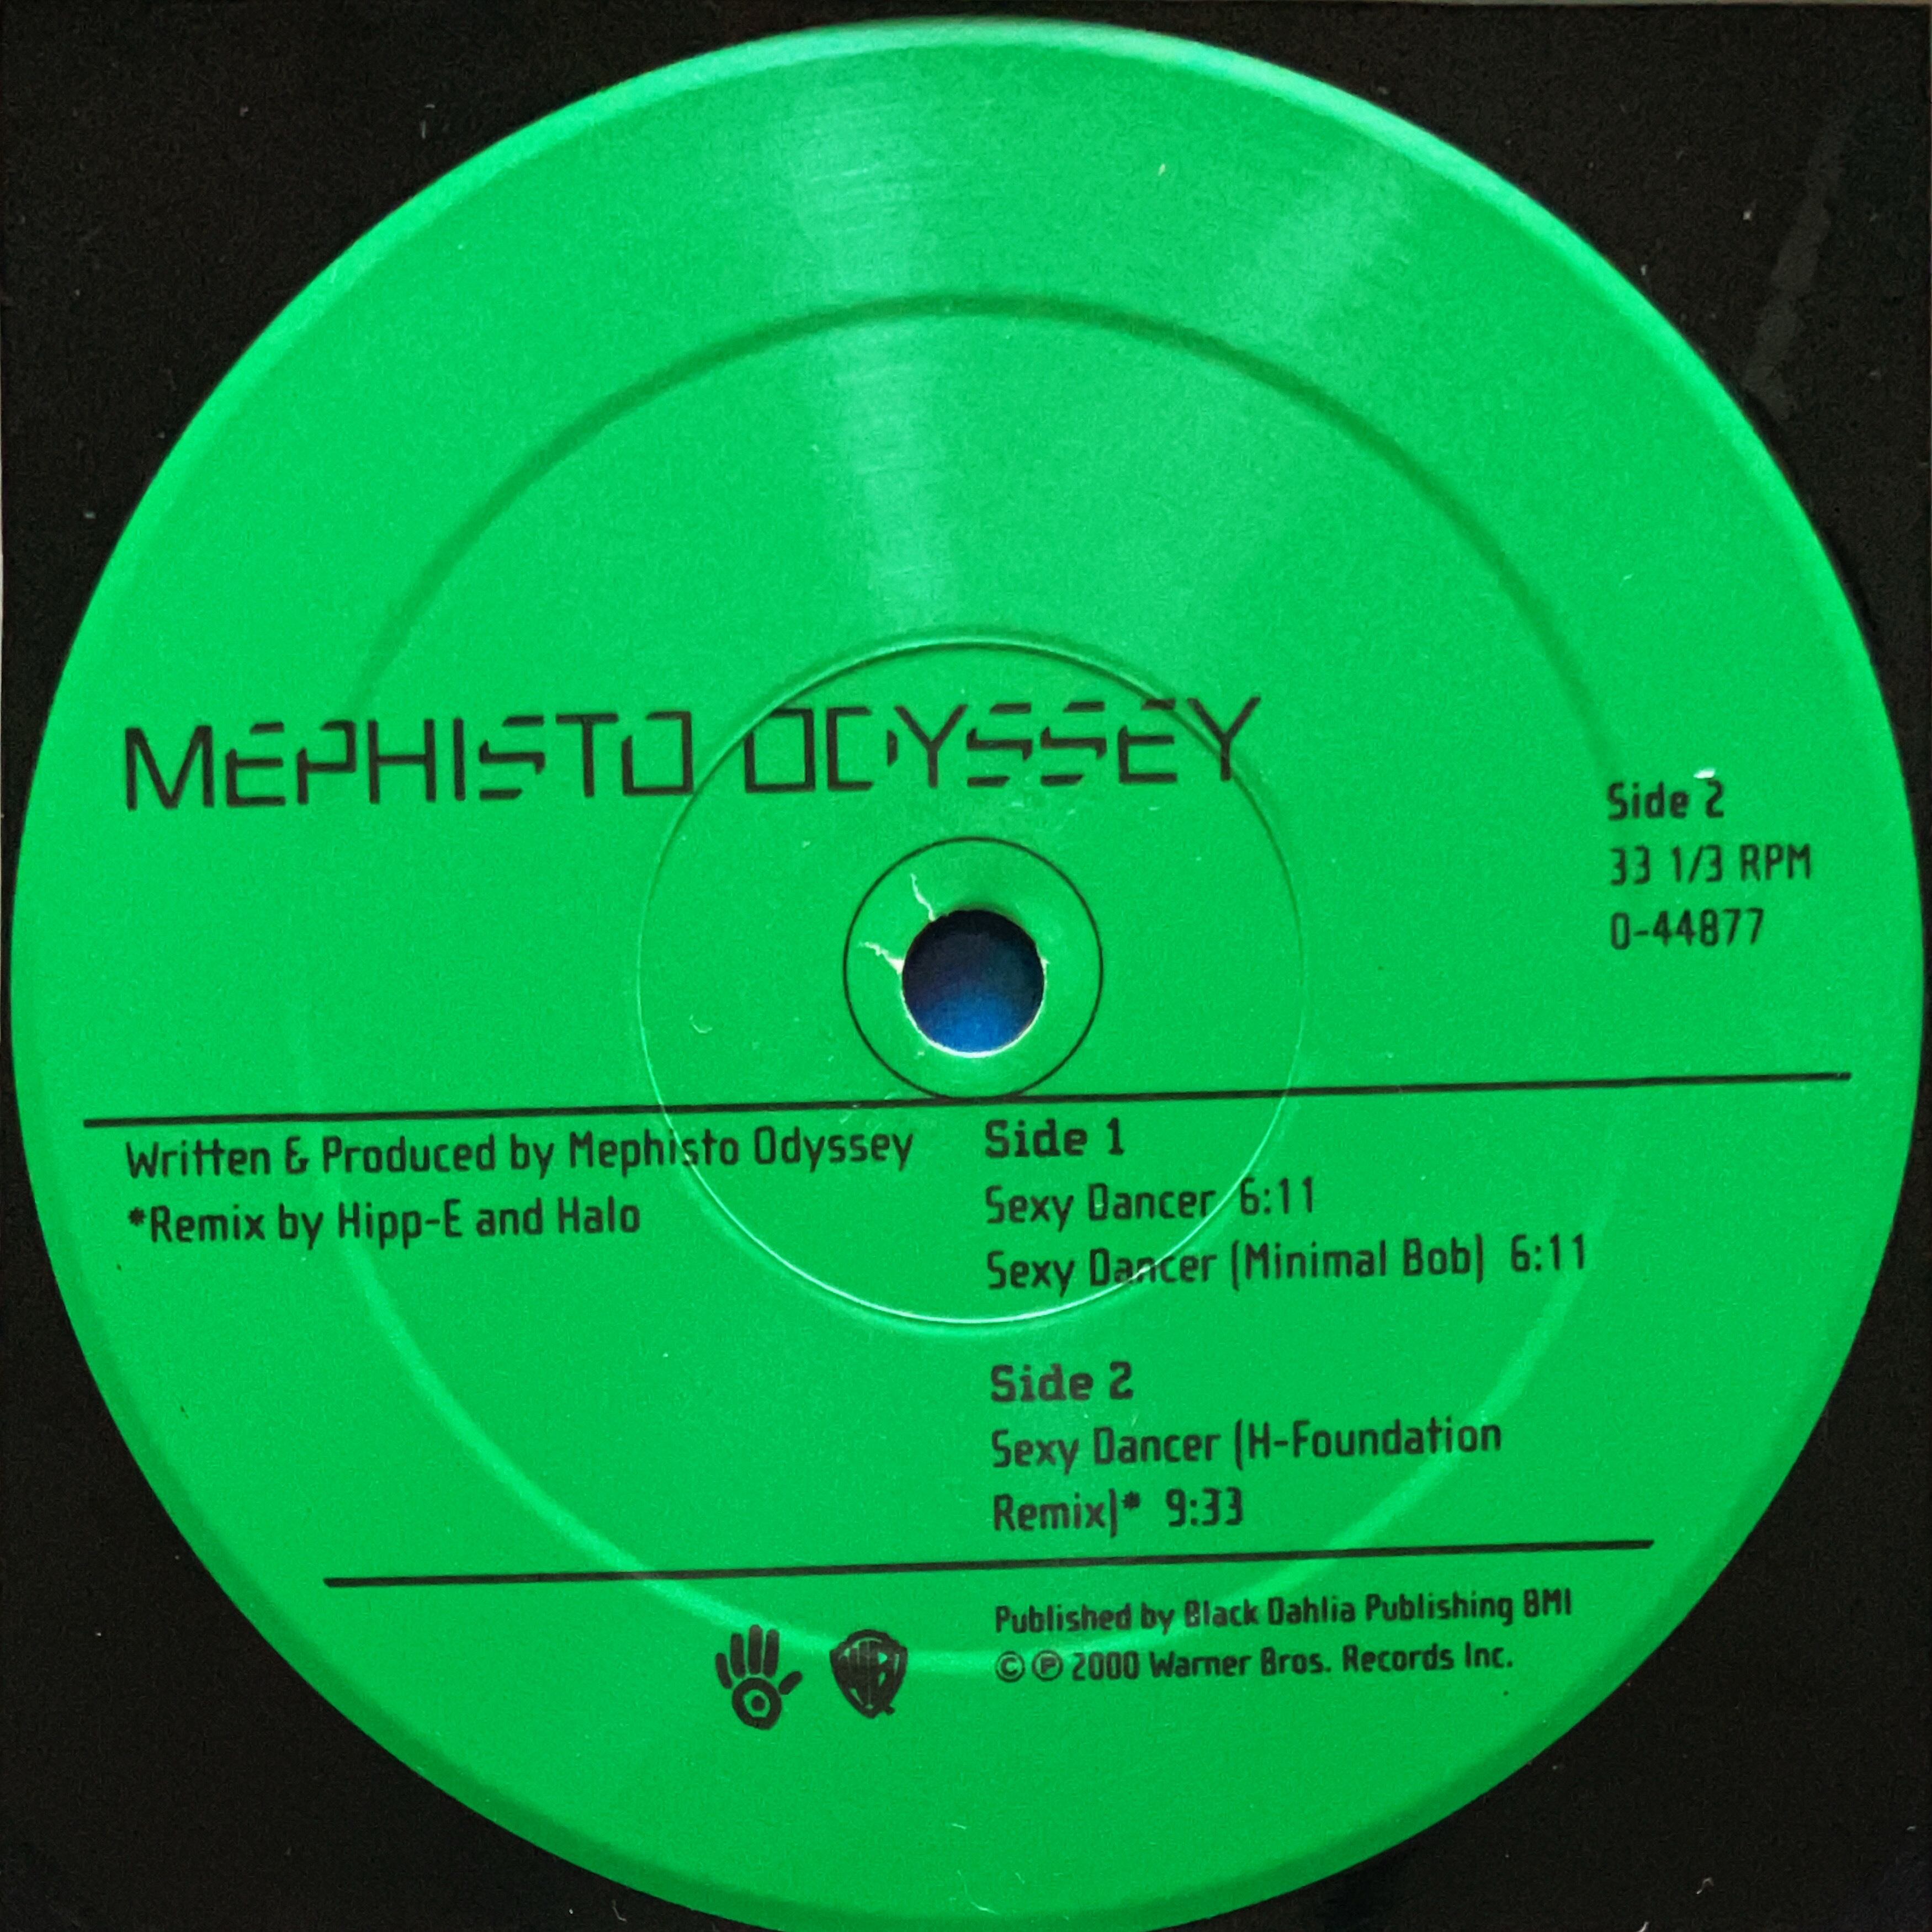 MEPHISTO ODYSSEY
Side 2
33 1/3 RPM
0-44877
Written & Produced by Mephisto Odyssey
*Remix by Hipp-E and Halo
Side 1
Sexy Dancer 6:11
Sexy Dancer (Minimal Bob) 6:11
Side 2
Sexy Dancer (H-Foundation
Remix)* 9:33
Published by Black Dahlia Publishing BMI
© ℗ 2000 Warner Bros. Records Inc.
WB